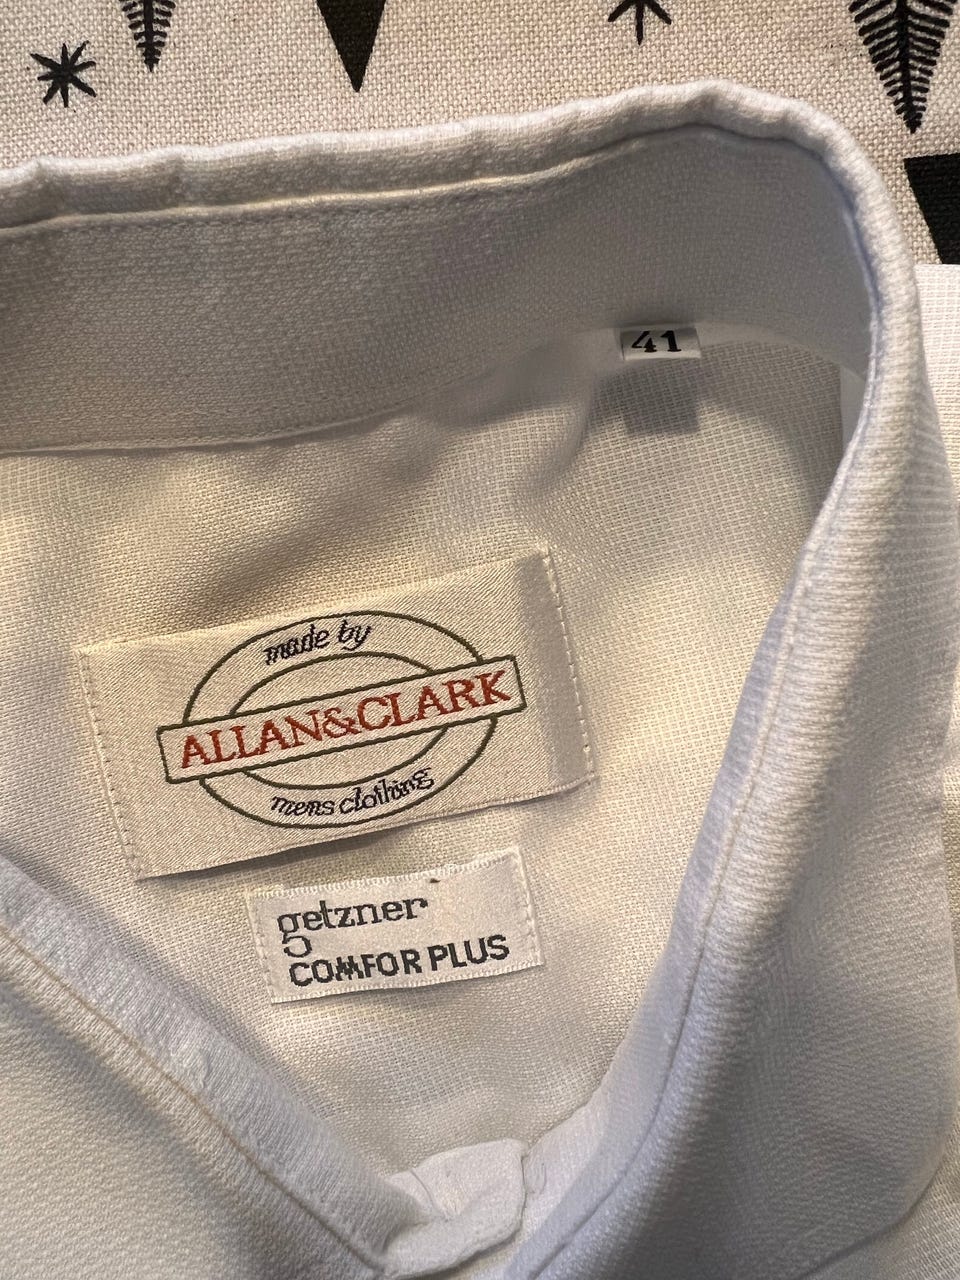 41
made by
ALLAN&CLARK
mens clothing
getzner
COMFOR PLUS